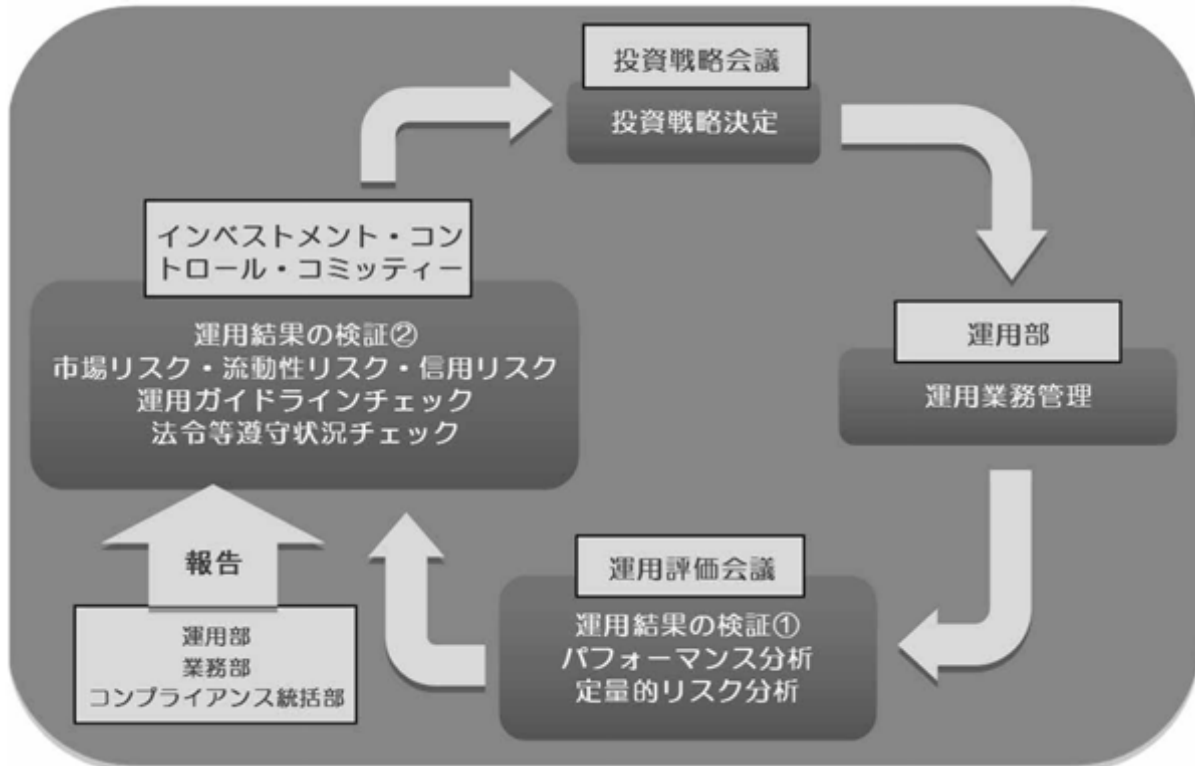 投資戦略会議
投資戦略決定
運用部
運用業務管理
運用評価会議
運用結果の検証①
パフォーマンス分析
定量的リスク分析
インベストメント・コン
トロール・コミッティー
運用結果の検証②
市場リスク・流動性リスク・信用リスク
運用ガイドラインチェック
法令等遵守状況チェック
報告
運用部
業務部
コンプライアンス統括部